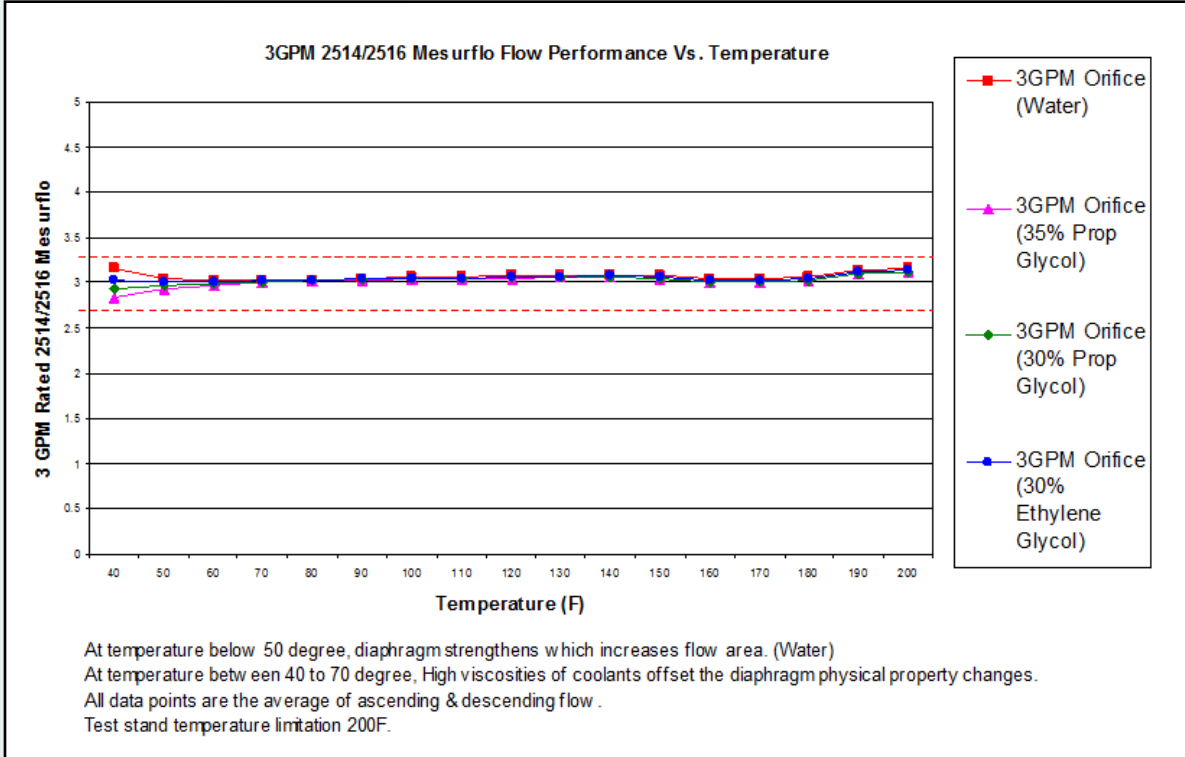 3GPM 2514/2516 Mesurflo Flow Performance Vs. Temperature
3 GPM Rated 2514/2516 Mesurflo
5
4.5
4
3.5
3
2.5
2
1.5
1
0.5
0
40 50 60 70 80 90 100 110 120 130 140 150 160 170 180 190 200
Temperature (F)
3GPM Orifice
(Water)
3GPM Orifice
(35% Prop
Glycol)
3GPM Orifice
(30% Prop
Glycol)
3GPM Orifice
(30%
Ethylene
Glycol)
At temperature below 50 degree, diaphragm strengthens which increases flow area. (Water)
At temperature between 40 to 70 degree, High viscosities of coolants offset the diaphragm physical property changes.
All data points are the average of ascending & descending flow.
Test stand temperature limitation 200F.